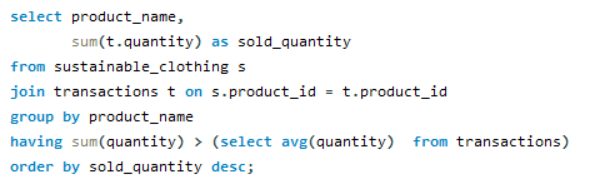 select product_name,
sum(t.quantity) as sold_quantity
from sustainable_clothing s
join transactions t on s.product_id = t.product_id
group by product_name
having sum(quantity) > (select avg(quantity)  from transactions)
order by sold_quantity desc;